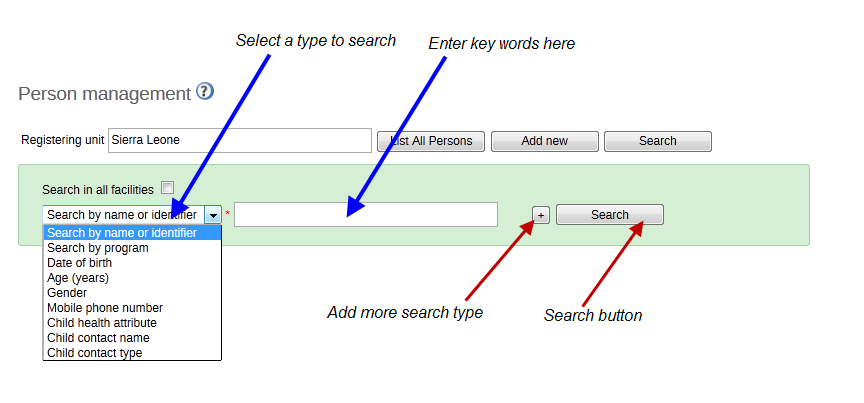 Select a type to search
Enter key words here
Person management ?
Registering unit Sierra Leone List All Persons Add new Search
Search in all facilities
Search by name or identifier * + Search
Search by name or identifier
Search by program
Date of birth
Age (years)
Gender
Mobile phone number
Child health attribute
Child contact name
Child contact type
Add more search type
Search button